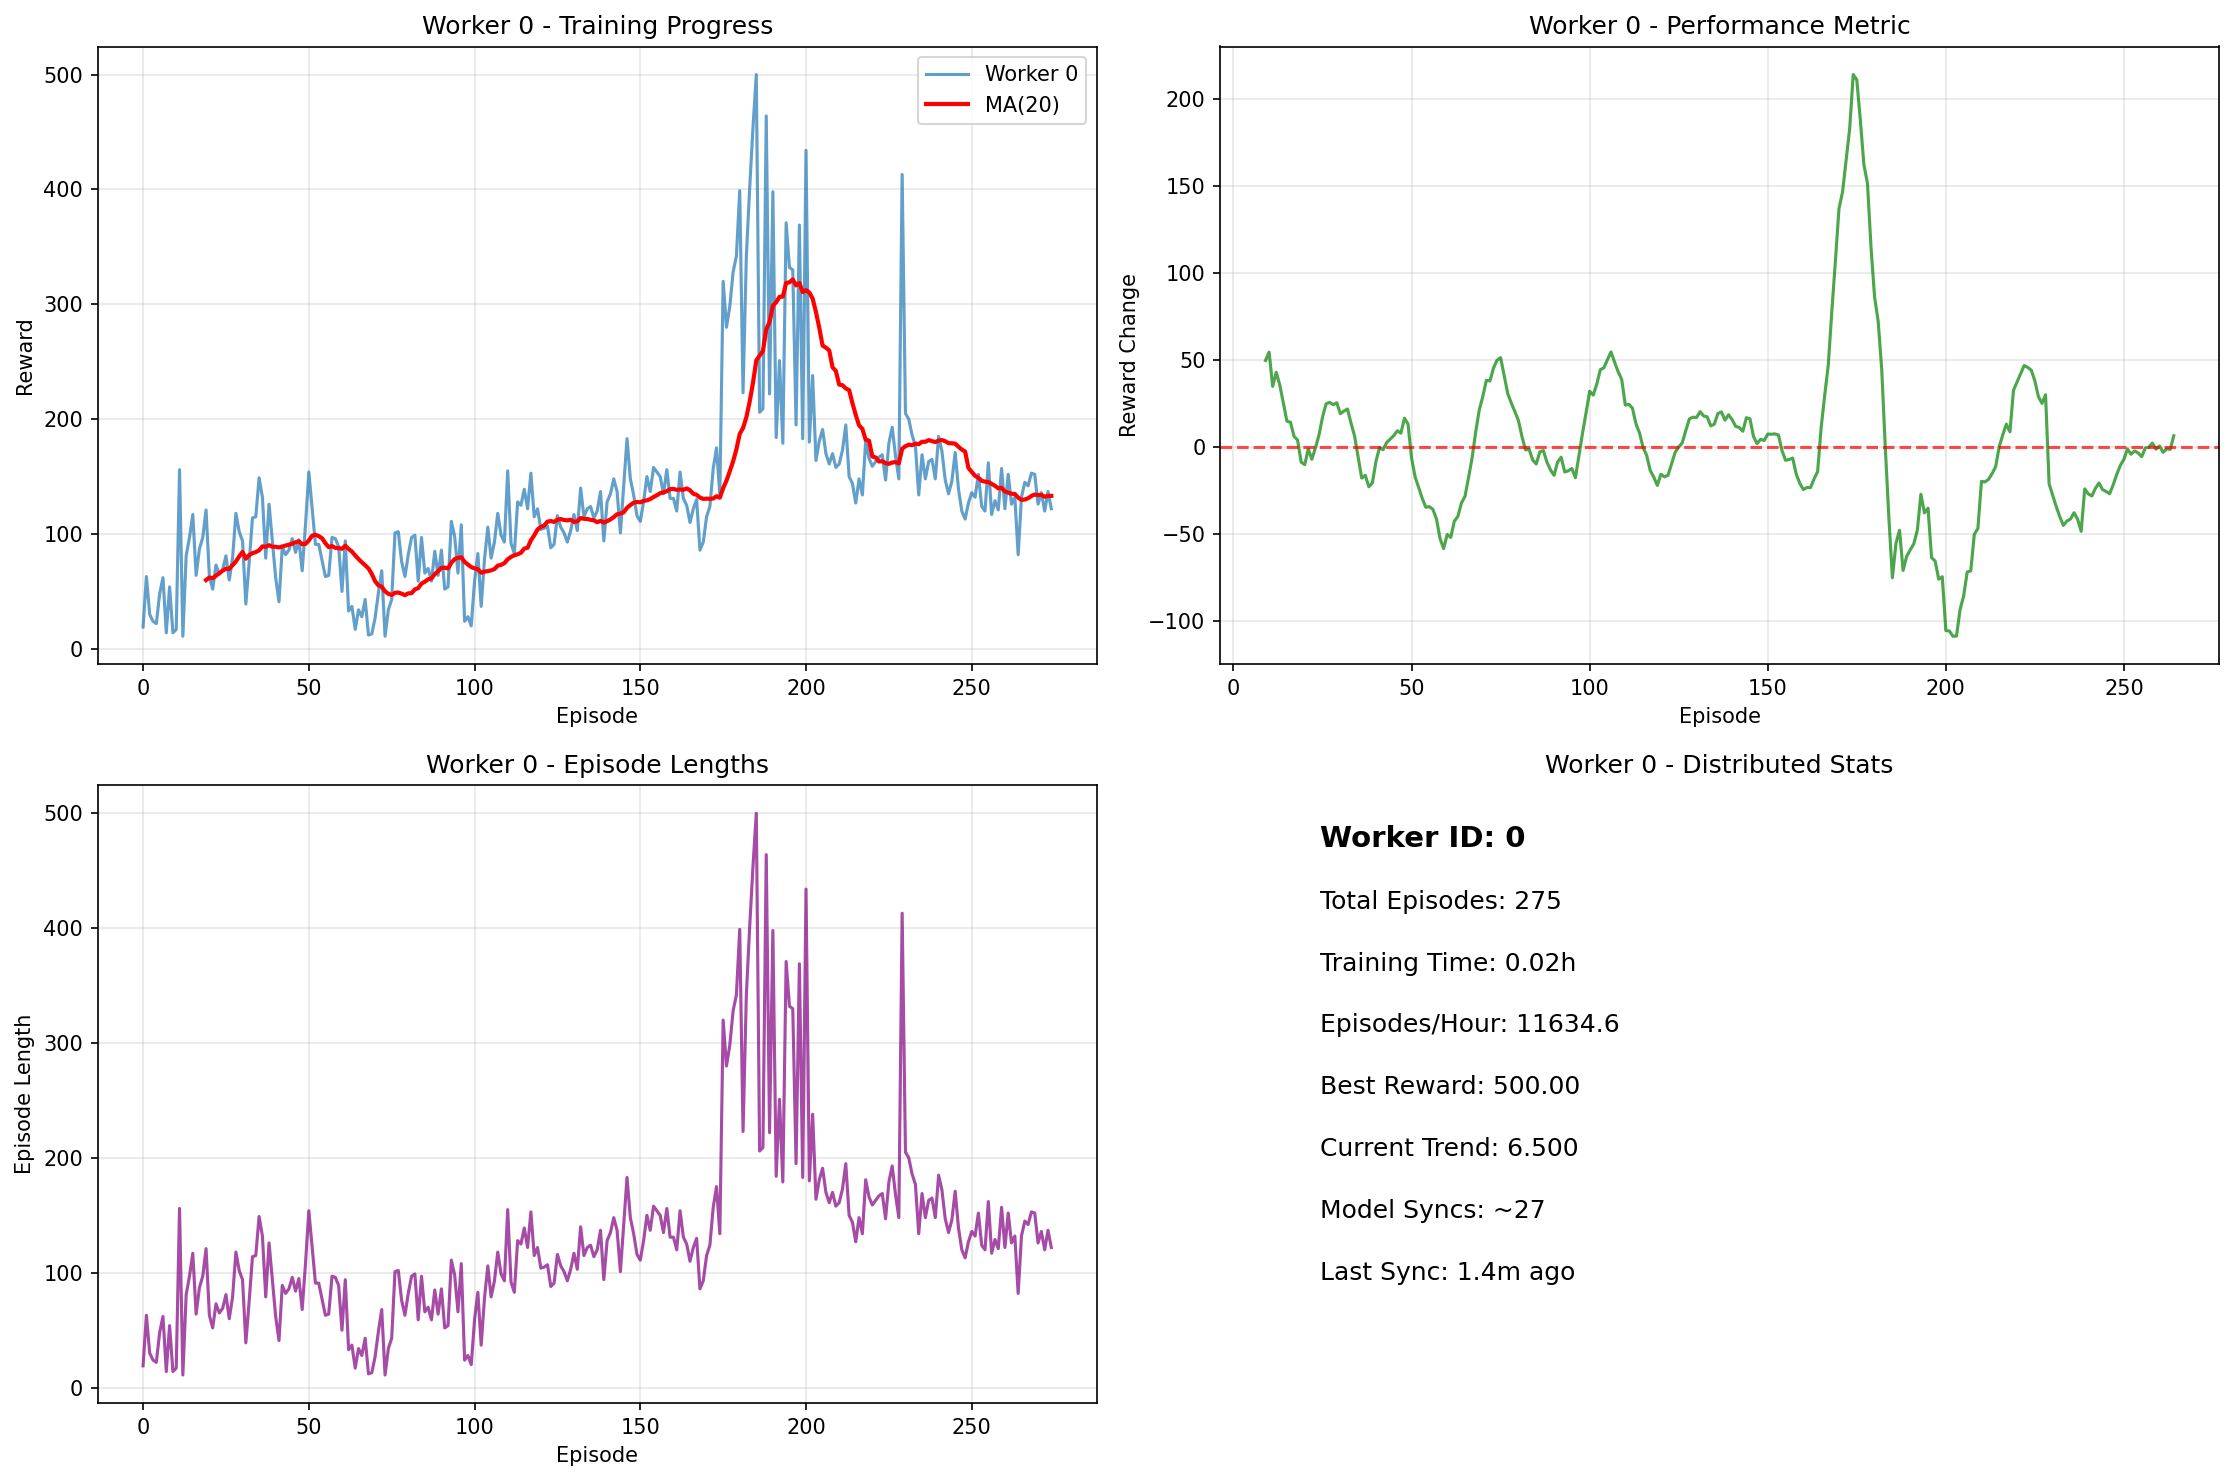 Worker 0 - Training Progress
Worker 0
MA(20)
Reward
500
400
300
200
100
0
0 50 100 150 200 250
Episode
Worker 0 - Performance Metric
Reward Change
200
150
100
50
0
−50
−100
0 50 100 150 200 250
Episode
Worker 0 - Episode Lengths
Episode Length
500
400
300
200
100
0
0 50 100 150 200 250
Episode
Worker 0 - Distributed Stats
Worker ID: 0
Total Episodes: 275
Training Time: 0.02h
Episodes/Hour: 11634.6
Best Reward: 500.00
Current Trend: 6.500
Model Syncs: ~27
Last Sync: 1.4m ago